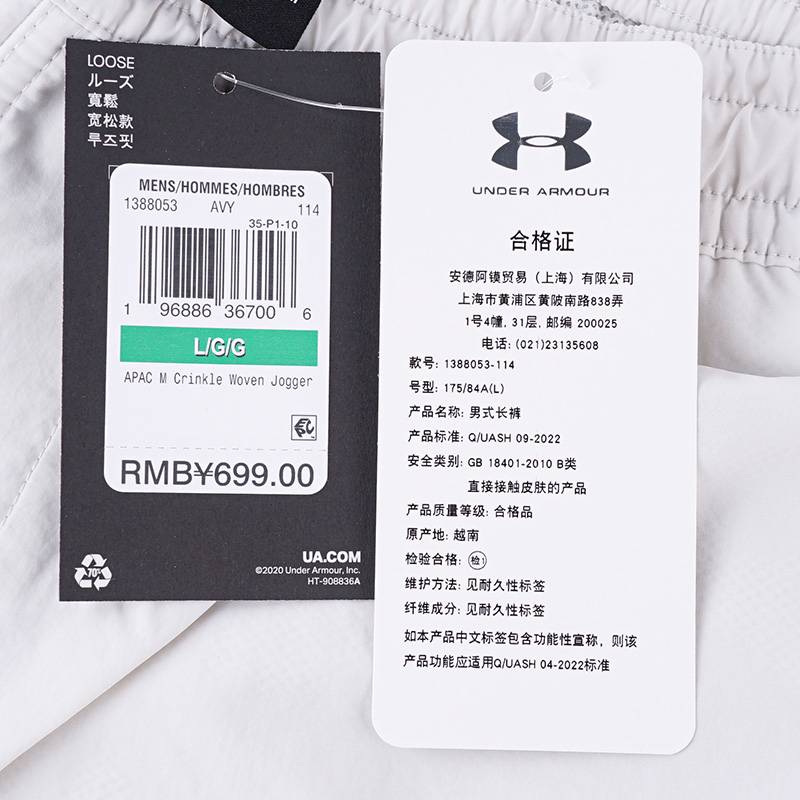 LOOSE
ルーズ
寬鬆
宽松款
루즈핏
MENS/HOMMES/HOMBRES
1388053 AVY 114
35-P1-10
1 96886 36700 6
L/G/G
APAC M Crinkle Woven Jogger
RMB¥699.00
70%
UA.COM
©2020 Under Armour, Inc.
HT-908836A
UNDER ARMOUR
合格证
安德阿镆贸易（上海）有限公司
上海市黄浦区黄陂南路838弄
1号4幢, 31层, 邮编 200025
电话: (021)23135608
款号: 1388053-114
号型: 175/84A(L)
产品名称: 男式长裤
产品标准: Q/UASH 09-2022
安全类别: GB 18401-2010 B类
直接接触皮肤的产品
产品质量等级: 合格品
原产地: 越南
检验合格: 检1
维护方法: 见耐久性标签
纤维成分: 见耐久性标签
如本产品中文标签包含功能性宣称, 则该
产品功能应适用Q/UASH 04-2022标准